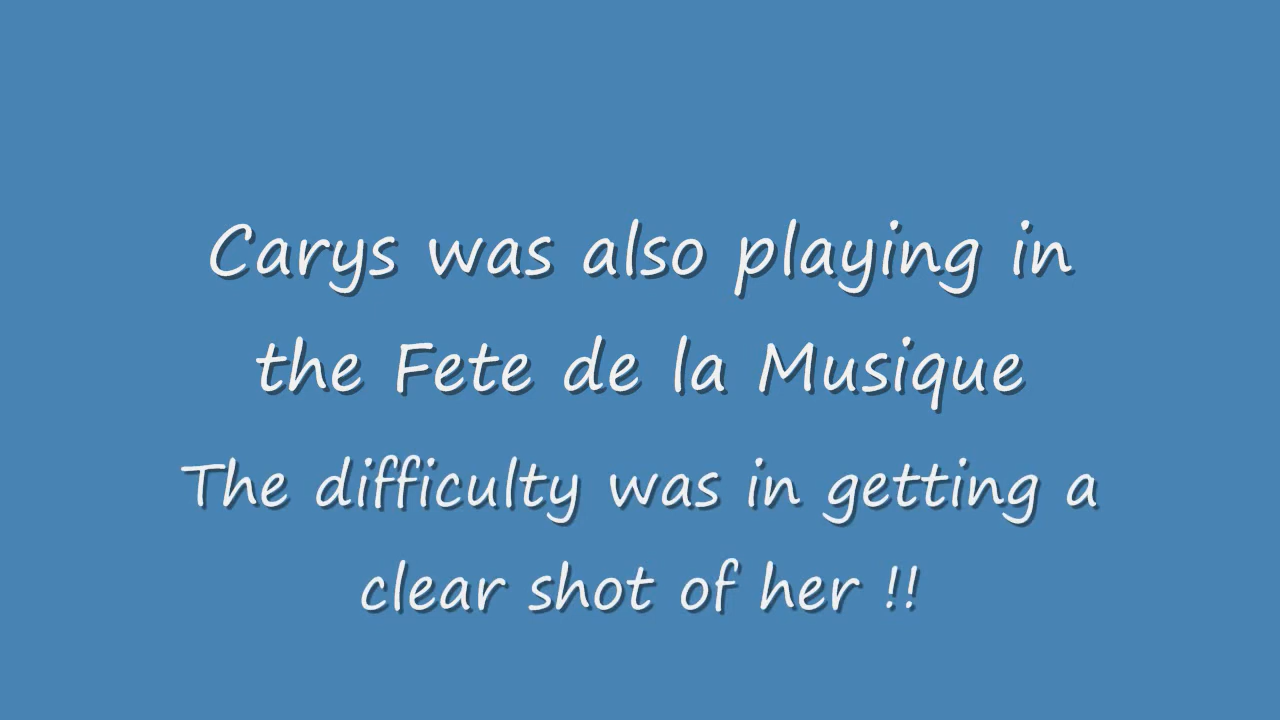 Carys was also playing in
the Fete de la Musique
The difficulty was in getting a
clear shot of her !!